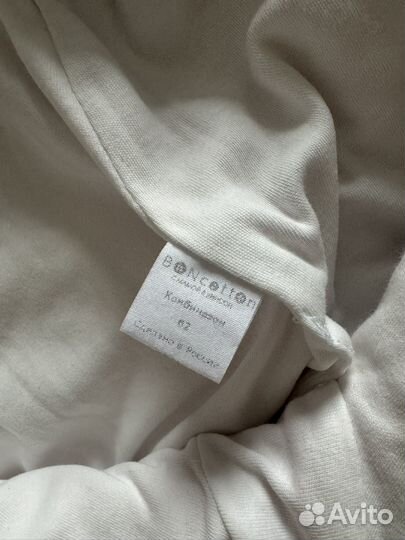 BONcotton
Комбинезон
62
Сделано в России
Avito